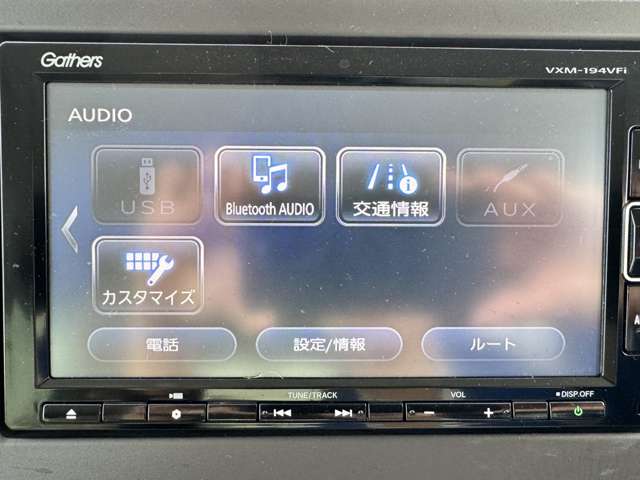 Gathers
VXM-194VFi
AUDIO
USB
Bluetooth AUDIO
交通情報
AUX
カスタマイズ
電話
設定/情報
ルート
TUNE/TRACK
VOL
DISP.OFF